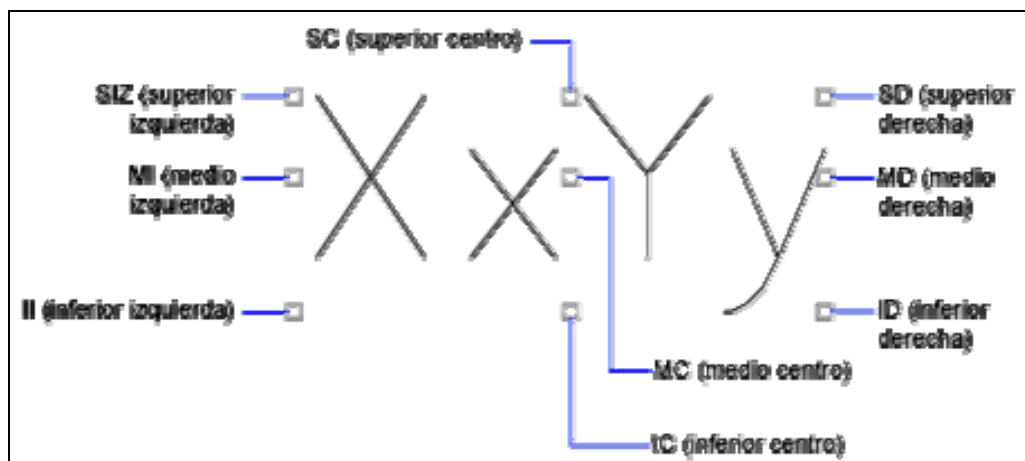 SC (superior centro)
SIZ (superior
izquierda)
SD (superior
derecha)
MI (medio
izquierda)
MD (medio
derecha)
X x Y y
II (inferior izquierda)
ID (inferior
derecha)
MC (medio centro)
IC (inferior centro)